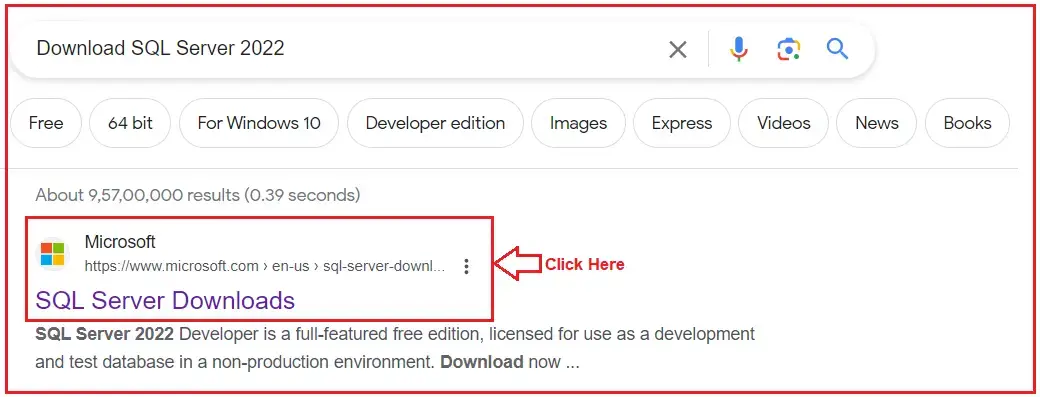 Download SQL Server 2022
Free 64 bit For Windows 10 Developer edition Images Express Videos News Books
About 9,57,00,000 results (0.39 seconds)
Microsoft
https://www.microsoft.com › en-us › sql-server-downl...
Click Here
SQL Server Downloads
SQL Server 2022 Developer is a full-featured free edition, licensed for use as a development
and test database in a non-production environment. Download now ...